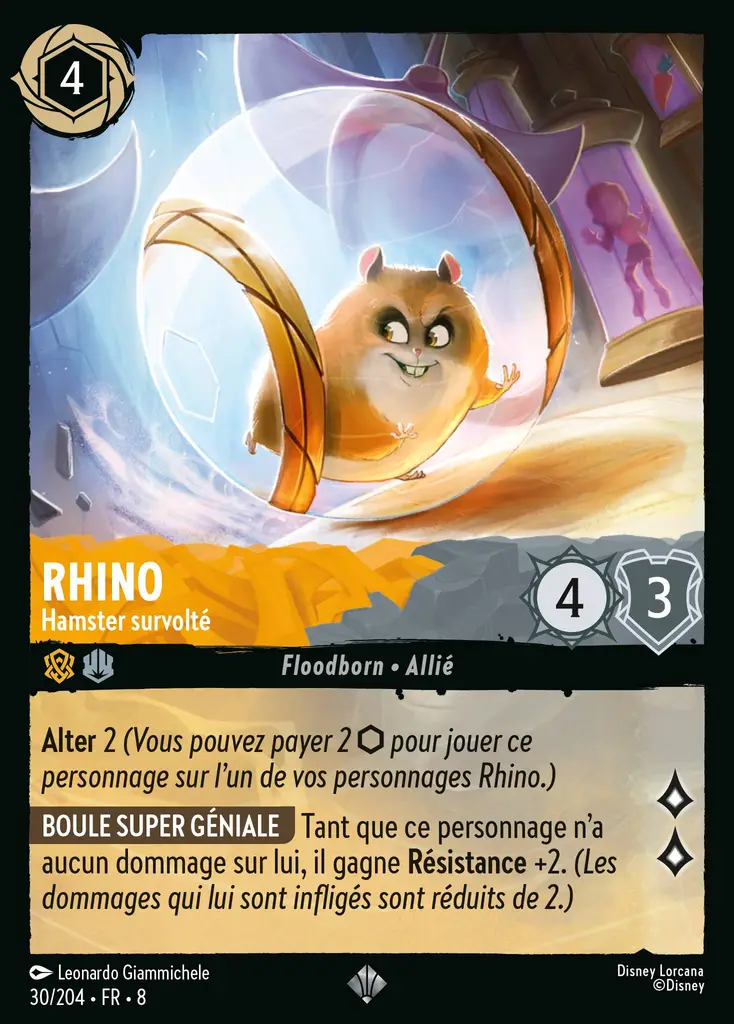 4
RHINO
Hamster survolté
4
3
Floodborn • Allié
Alter 2 (Vous pouvez payer 2 ⬡ pour jouer ce
personnage sur l'un de vos personnages Rhino.)
BOULE SUPER GÉNIALE Tant que ce personnage n'a
aucun dommage sur lui, il gagne Résistance +2. (Les
dommages qui lui sont infligés sont réduits de 2.)
Leonardo Giammichele
30/204 • FR • 8
Disney Lorcana
©Disney